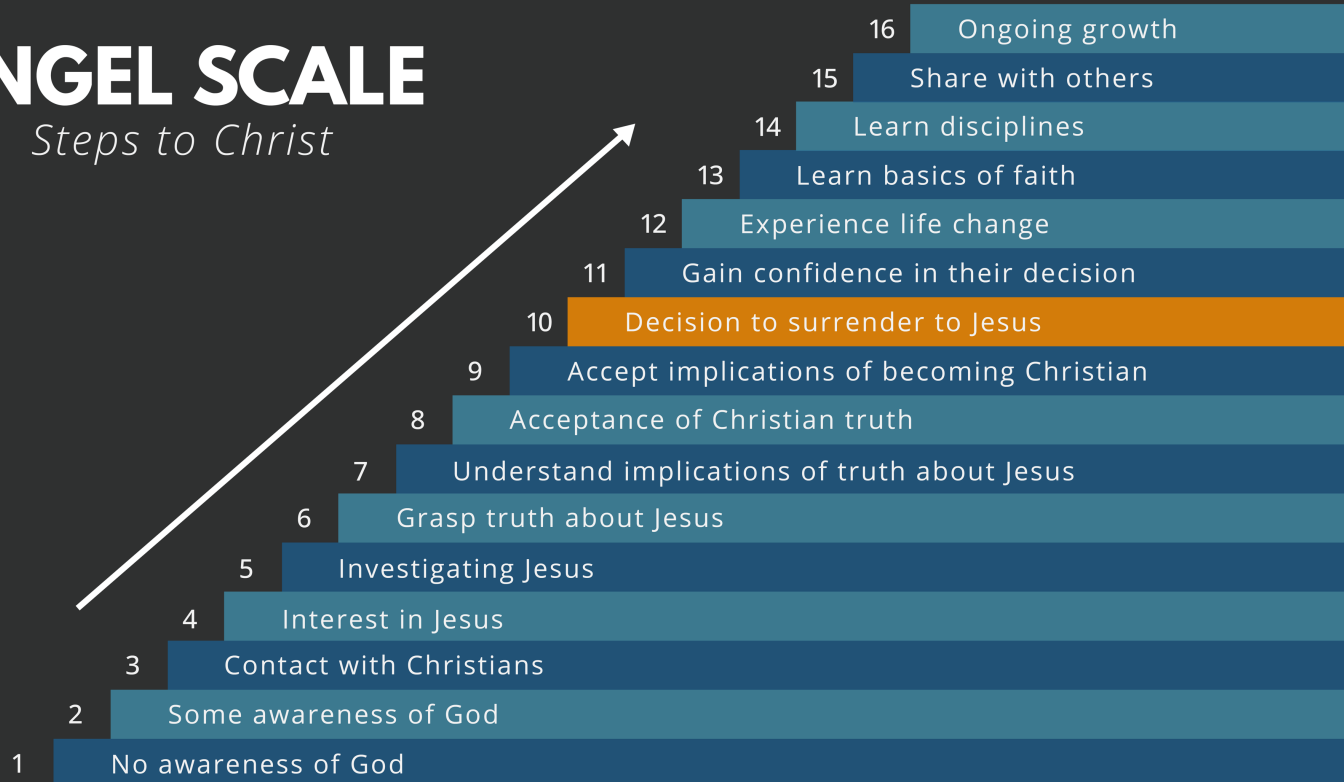 NGEL SCALE
Steps to Christ
16 Ongoing growth
15 Share with others
14 Learn disciplines
13 Learn basics of faith
12 Experience life change
11 Gain confidence in their decision
10 Decision to surrender to Jesus
9 Accept implications of becoming Christian
8 Acceptance of Christian truth
7 Understand implications of truth about Jesus
6 Grasp truth about Jesus
5 Investigating Jesus
4 Interest in Jesus
3 Contact with Christians
2 Some awareness of God
1 No awareness of God